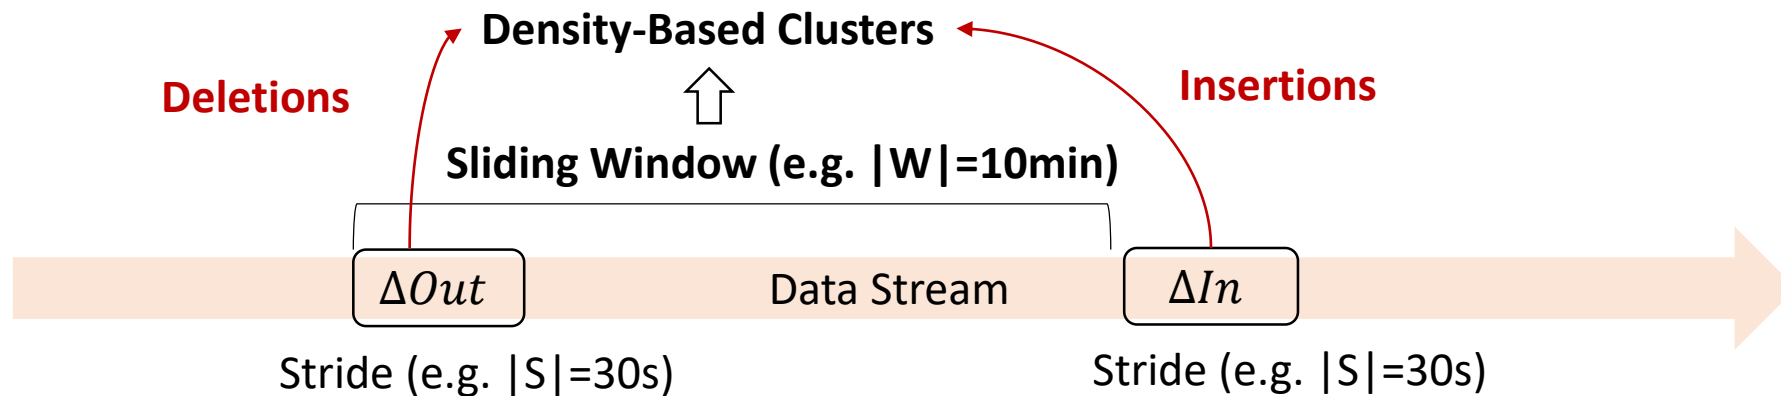 Density-Based Clusters
Deletions
Insertions
Sliding Window (e.g. |W|=10min)
ΔOut
Data Stream
ΔIn
Stride (e.g. |S|=30s)
Stride (e.g. |S|=30s)